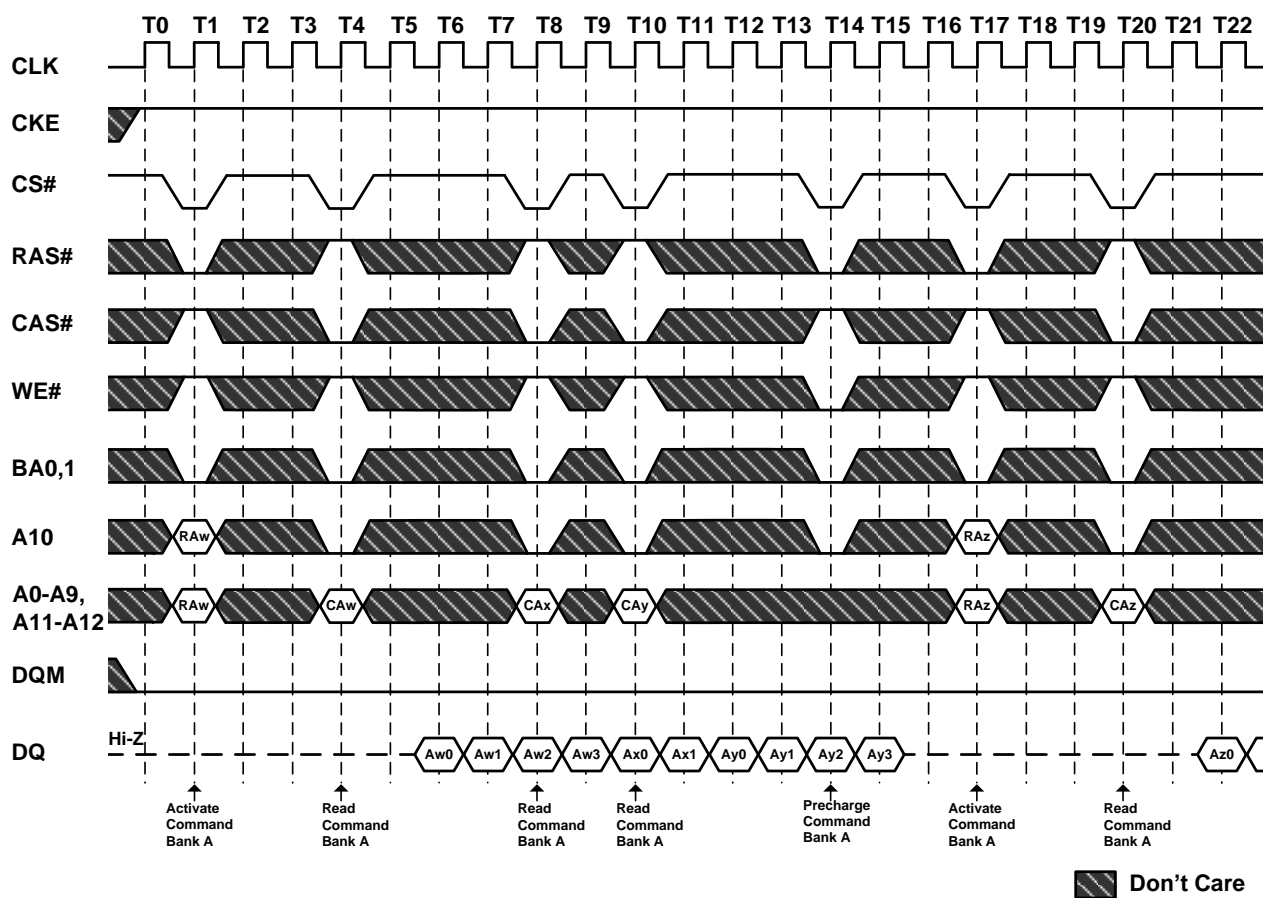 T0 T1 T2 T3 T4 T5 T6 T7 T8 T9 T10 T11 T12 T13 T14 T15 T16 T17 T18 T19 T20 T21 T22
CLK
CKE
CS#
RAS#
CAS#
WE#
BA0,1
A10 RAw RAz
A0-A9,
A11-A12 RAw CAw CAx CAy RAz CAz
DQM
DQ Hi-Z Aw0 Aw1 Aw2 Aw3 Ax0 Ax1 Ay0 Ay1 Ay2 Ay3 Az0
Activate
Command
Bank A
Read
Command
Bank A
Read
Command
Bank A
Read
Command
Bank A
Precharge
Command
Bank A
Activate
Command
Bank A
Read
Command
Bank A
Don't Care